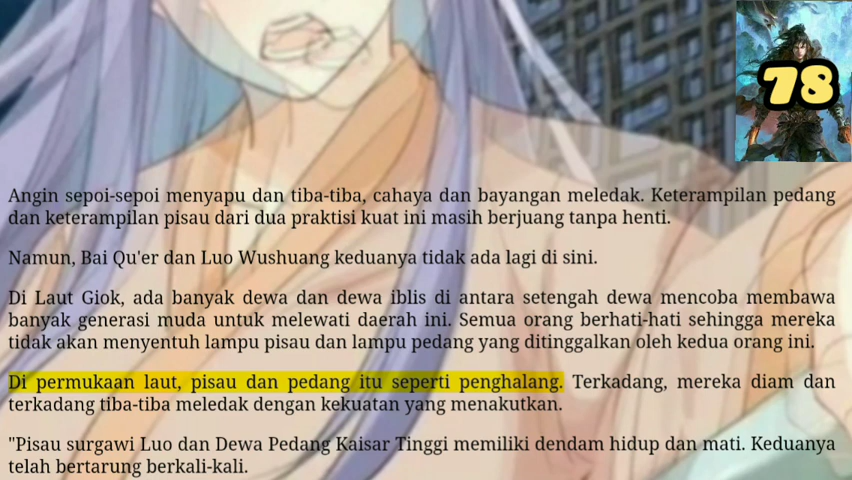 78
Angin sepoi-sepoi menyapu dan tiba-tiba, cahaya dan bayangan meledak. Keterampilan pedang
dan keterampilan pisau dari dua praktisi kuat ini masih berjuang tanpa henti.
Namun, Bai Qu'er dan Luo Wushuang keduanya tidak ada lagi di sini.
Di Laut Giok, ada banyak dewa dan dewa iblis di antara setengah dewa mencoba membawa
banyak generasi muda untuk melewati daerah ini. Semua orang berhati-hati sehingga mereka
tidak akan menyentuh lampu pisau dan lampu pedang yang ditinggalkan oleh kedua orang ini.
Di permukaan laut, pisau dan pedang itu seperti penghalang. Terkadang, mereka diam dan
terkadang tiba-tiba meledak dengan kekuatan yang menakutkan.
"Pisau surgawi Luo dan Dewa Pedang Kaisar Tinggi memiliki dendam hidup dan mati. Keduanya
telah bertarung berkali-kali.